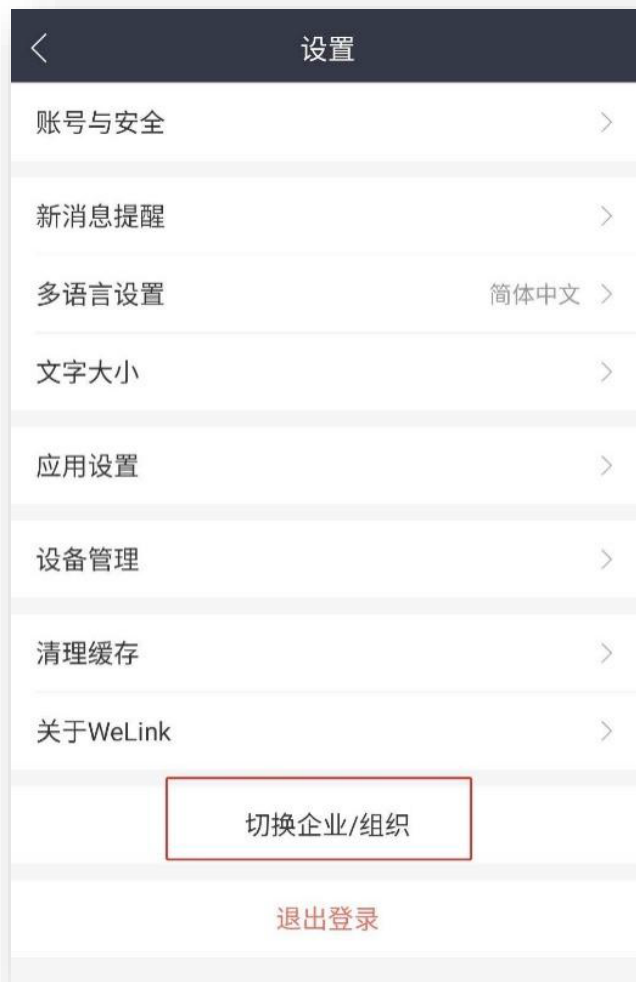 设置
账号与安全
新消息提醒
多语言设置 简体中文
文字大小
应用设置
设备管理
清理缓存
关于WeLink
切换企业/组织
退出登录